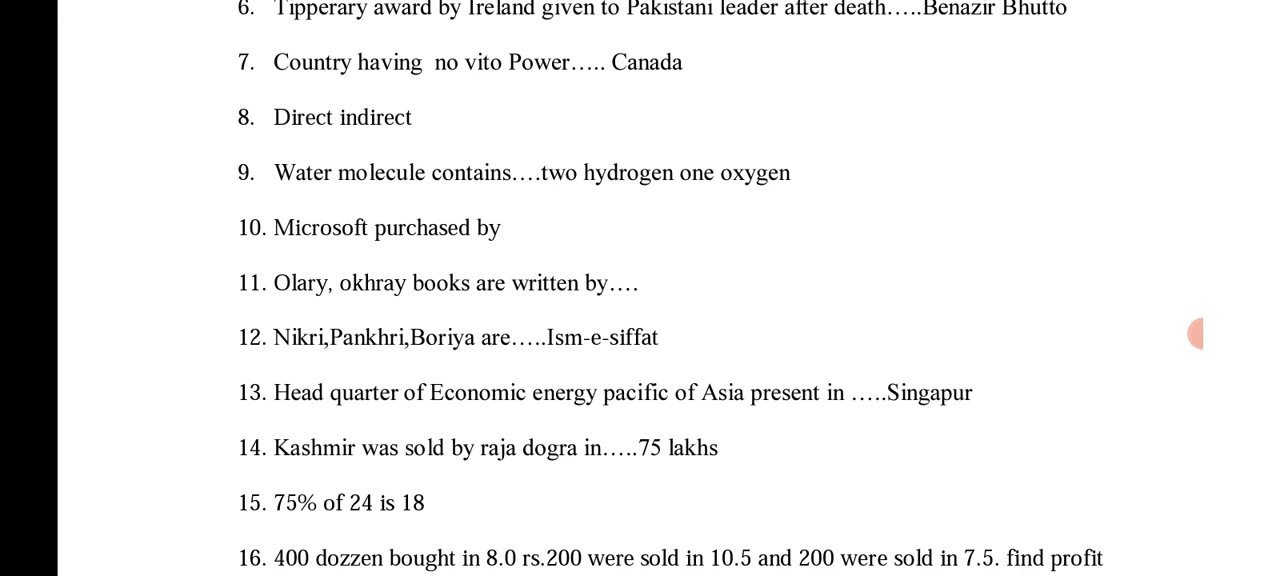 6. Tipperary award by Ireland given to Pakistani leader after death…..Benazir Bhutto
7. Country having no vito Power….. Canada
8. Direct indirect
9. Water molecule contains….two hydrogen one oxygen
10. Microsoft purchased by
11. Olary, okhray books are written by….
12. Nikri,Pankhri,Boriya are…..Ism-e-siffat
13. Head quarter of Economic energy pacific of Asia present in …..Singapur
14. Kashmir was sold by raja dogra in…..75 lakhs
15. 75% of 24 is 18
16. 400 dozzen bought in 8.0 rs.200 were sold in 10.5 and 200 were sold in 7.5. find profit